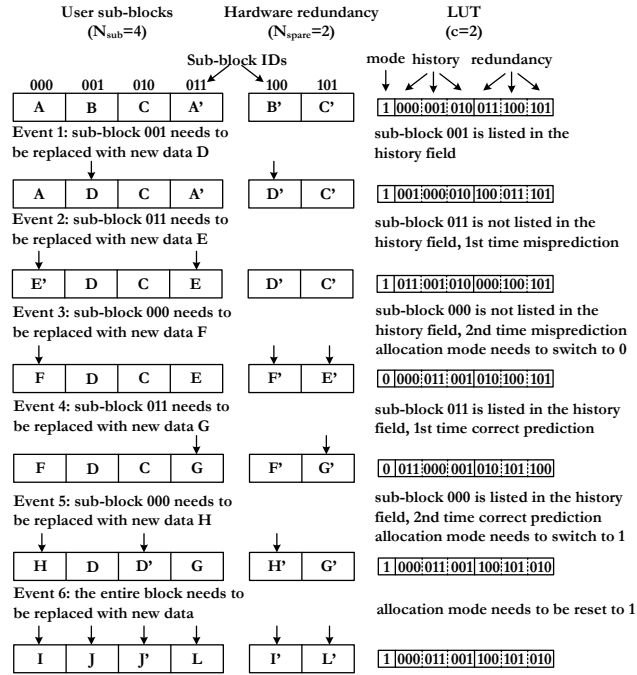 User sub-blocks Hardware redundancy LUT
(N_sub=4) (N_spare=2) (c=2)
Sub-block IDs mode history redundancy
000 001 010 011 100 101
A B C A' B' C' 1 000 001 010 011 100 101
Event 1: sub-block 001 needs to
be replaced with new data D
sub-block 001 is listed in the
history field
A D C A' D' C' 1 001 000 010 100 011 101
Event 2: sub-block 011 needs to
be replaced with new data E
sub-block 011 is not listed in the
history field, 1st time misprediction
E' D C E D' C' 1 011 001 010 000 100 101
Event 3: sub-block 000 needs to
be replaced with new data F
sub-block 000 is not listed in the
history field, 2nd time misprediction
allocation mode needs to switch to 0
F D C E F' E' 0 000 011 001 010 100 101
Event 4: sub-block 011 needs to
be replaced with new data G
sub-block 011 is listed in the history
field, 1st time correct prediction
F D C G F' G' 0 011 000 001 010 101 100
Event 5: sub-block 000 needs to
be replaced with new data H
sub-block 000 is listed in the history
field, 2nd time correct prediction
allocation mode needs to switch to 1
H D D' G H' G' 1 000 011 001 100 101 010
Event 6: the entire block needs to
be replaced with new data
allocation mode needs to be reset to 1
I J J' L I' L' 1 000 011 001 100 101 010